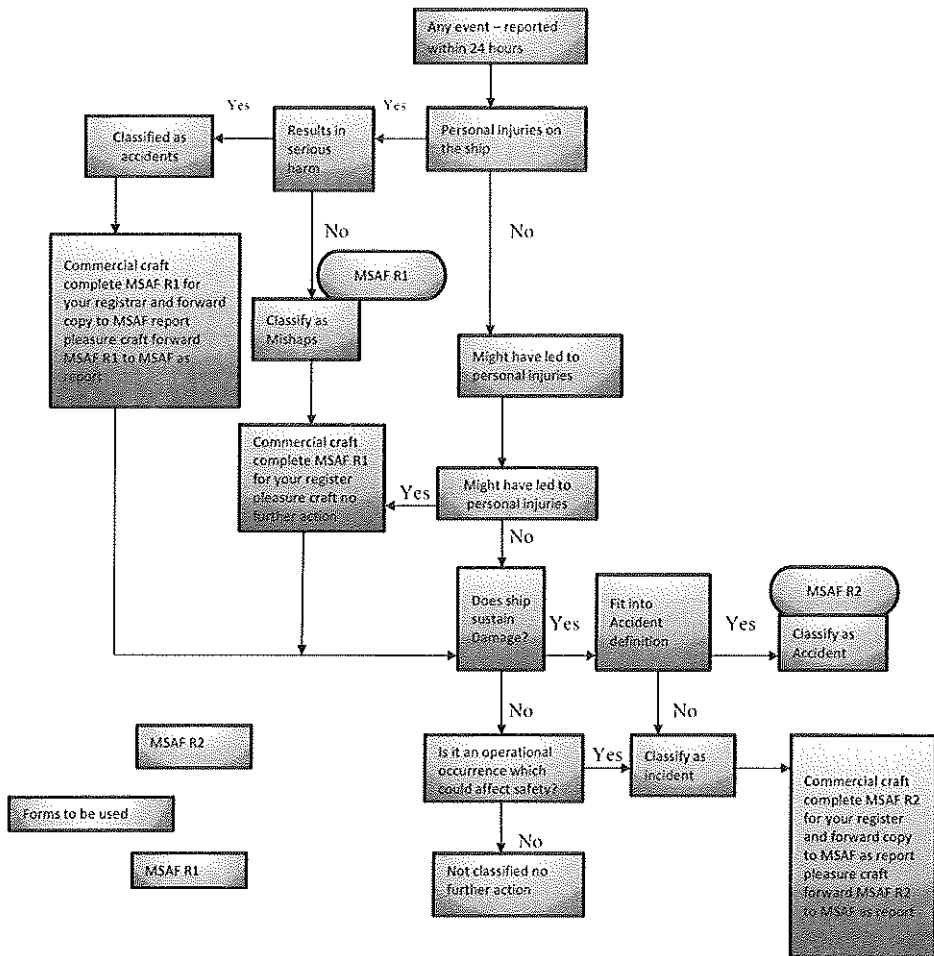 Any event – reported
within 24 hours
Yes
Yes
Classified as
accidents
Results in
serious
harm
Personal injuries on
the ship
No
No
Commercial craft
complete MSAF R1 for
your registrar and forward
copy to MSAF report
pleasure craft forward
MSAF R1 to MSAF as
report
MSAF R1
Classify as
Mishaps
Might have led to
personal injuries
Commercial craft
complete MSAF R1
for your register
pleasure craft no
further action
Yes
Might have led to
personal injuries
No
Does ship
sustain
Damage?
Yes
Fit into
Accident
definition
Yes
MSAF R2
Classify as
Accident
No
No
MSAF R2
Is it an operational
occurrence which
could affect safety?
Yes
Classify as
incident
Commercial craft
complete MSAF R2
for your register
and forward copy
to MSAF as report
pleasure craft
forward MSAF R2
to MSAF as report
Forms to be used
No
MSAF R1
Not classified no
further action